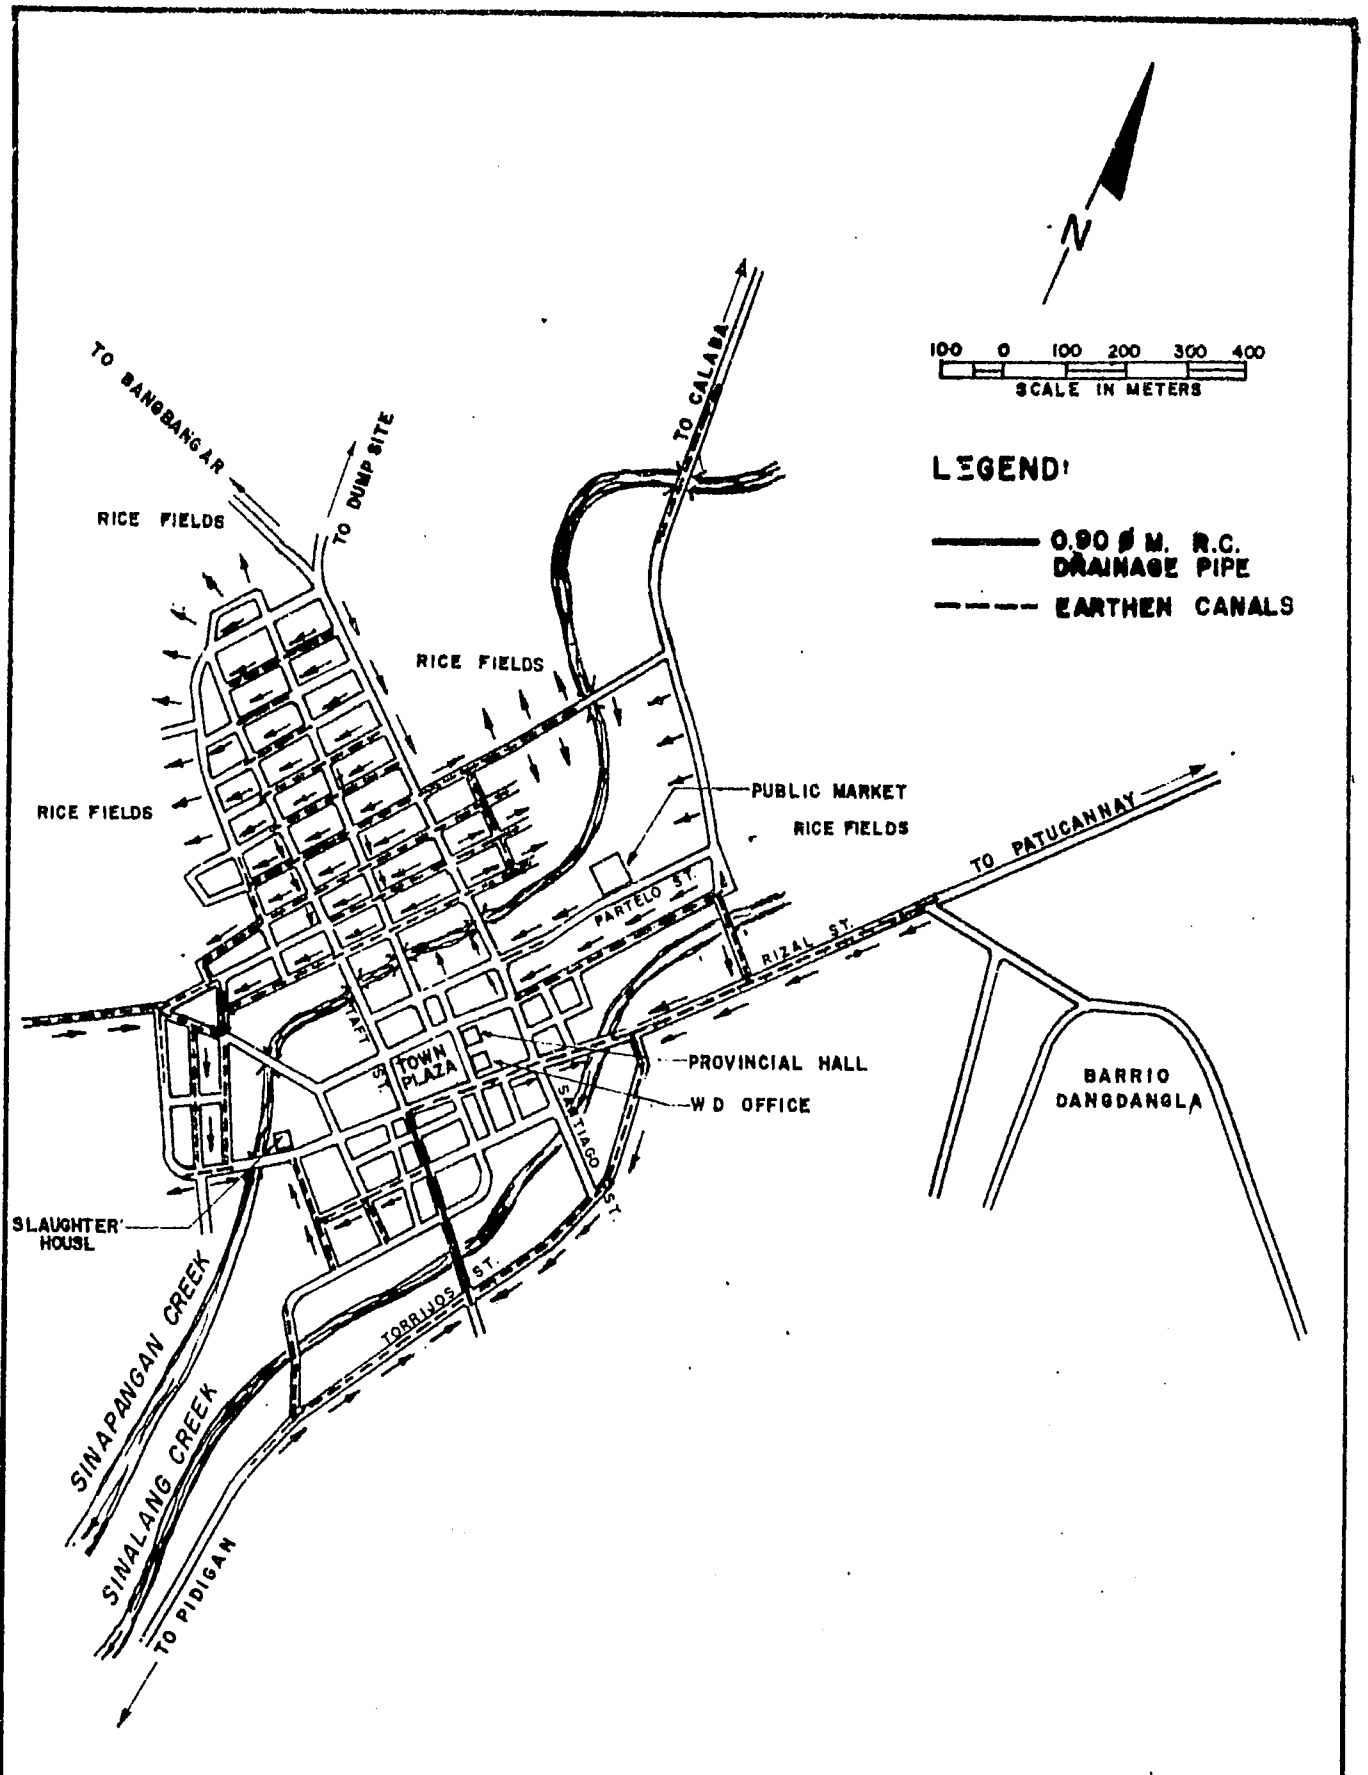 N
100 0 100 200 300 400
SCALE IN METERS
TO CALABA
TO BANGBANGAR
TO DUMP SITE
LEGEND:
0.90 Ø M. R.C.
DRAINAGE PIPE
EARTHEN CANALS
RICE FIELDS
RICE FIELDS
RICE FIELDS
PUBLIC MARKET
RICE FIELDS
TO PATUCANNAY
PARTELO ST.
RIZAL ST.
TAFT ST.
TOWN
PLAZA
PROVINCIAL HALL
W D OFFICE
BARRIO
DANGDANGLA
SANTIAGO ST.
SLAUGHTER
HOUSE
TORRIJOS ST.
SINAPANGAN CREEK
SINALANG CREEK
TO PIDIGAN